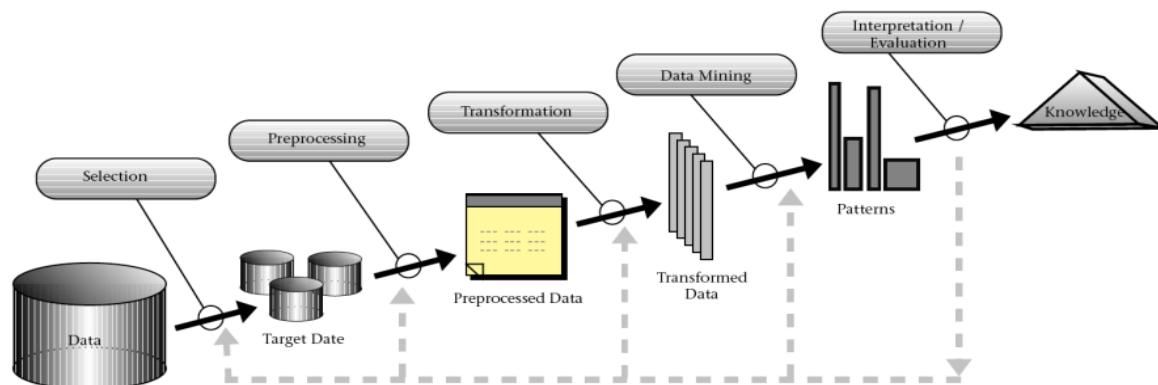 Interpretation /
Evaluation
Data Mining
Transformation
Knowledge
Preprocessing
Selection
Patterns
Transformed
Data
Preprocessed Data
Target Date
Data